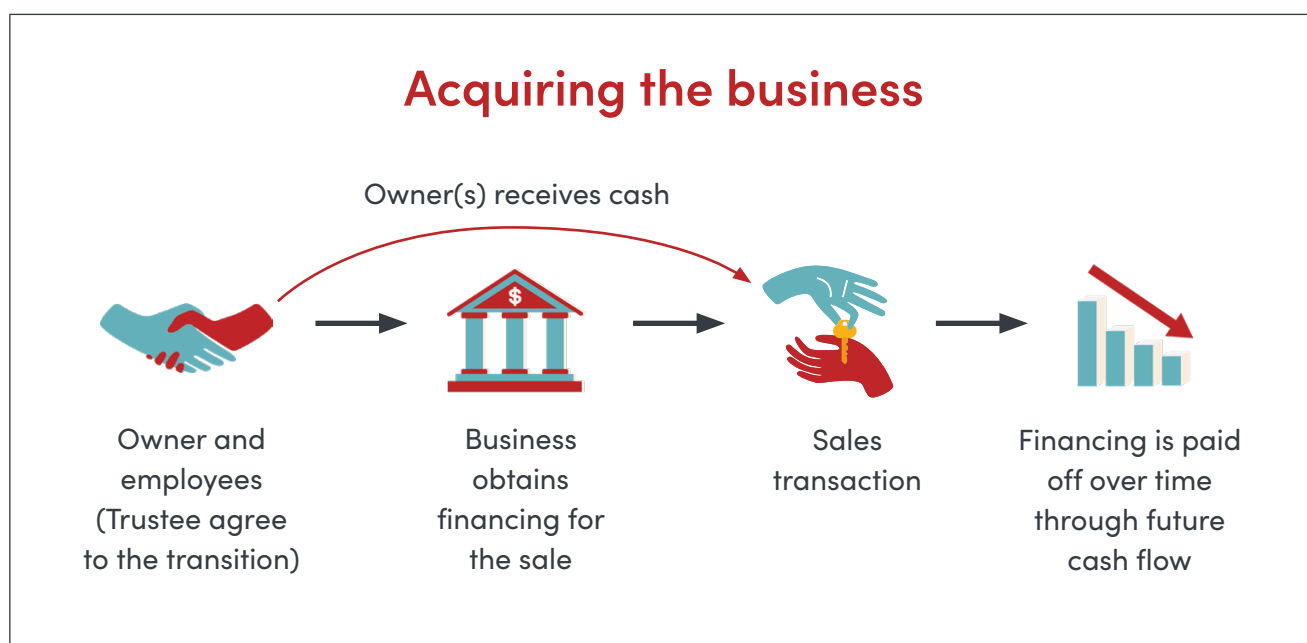 Acquiring the business
Owner(s) receives cash
$
Owner and
employees
(Trustee agree
to the transition)
Business
obtains
financing for
the sale
Sales
transaction
Financing is paid
off over time
through future
cash flow